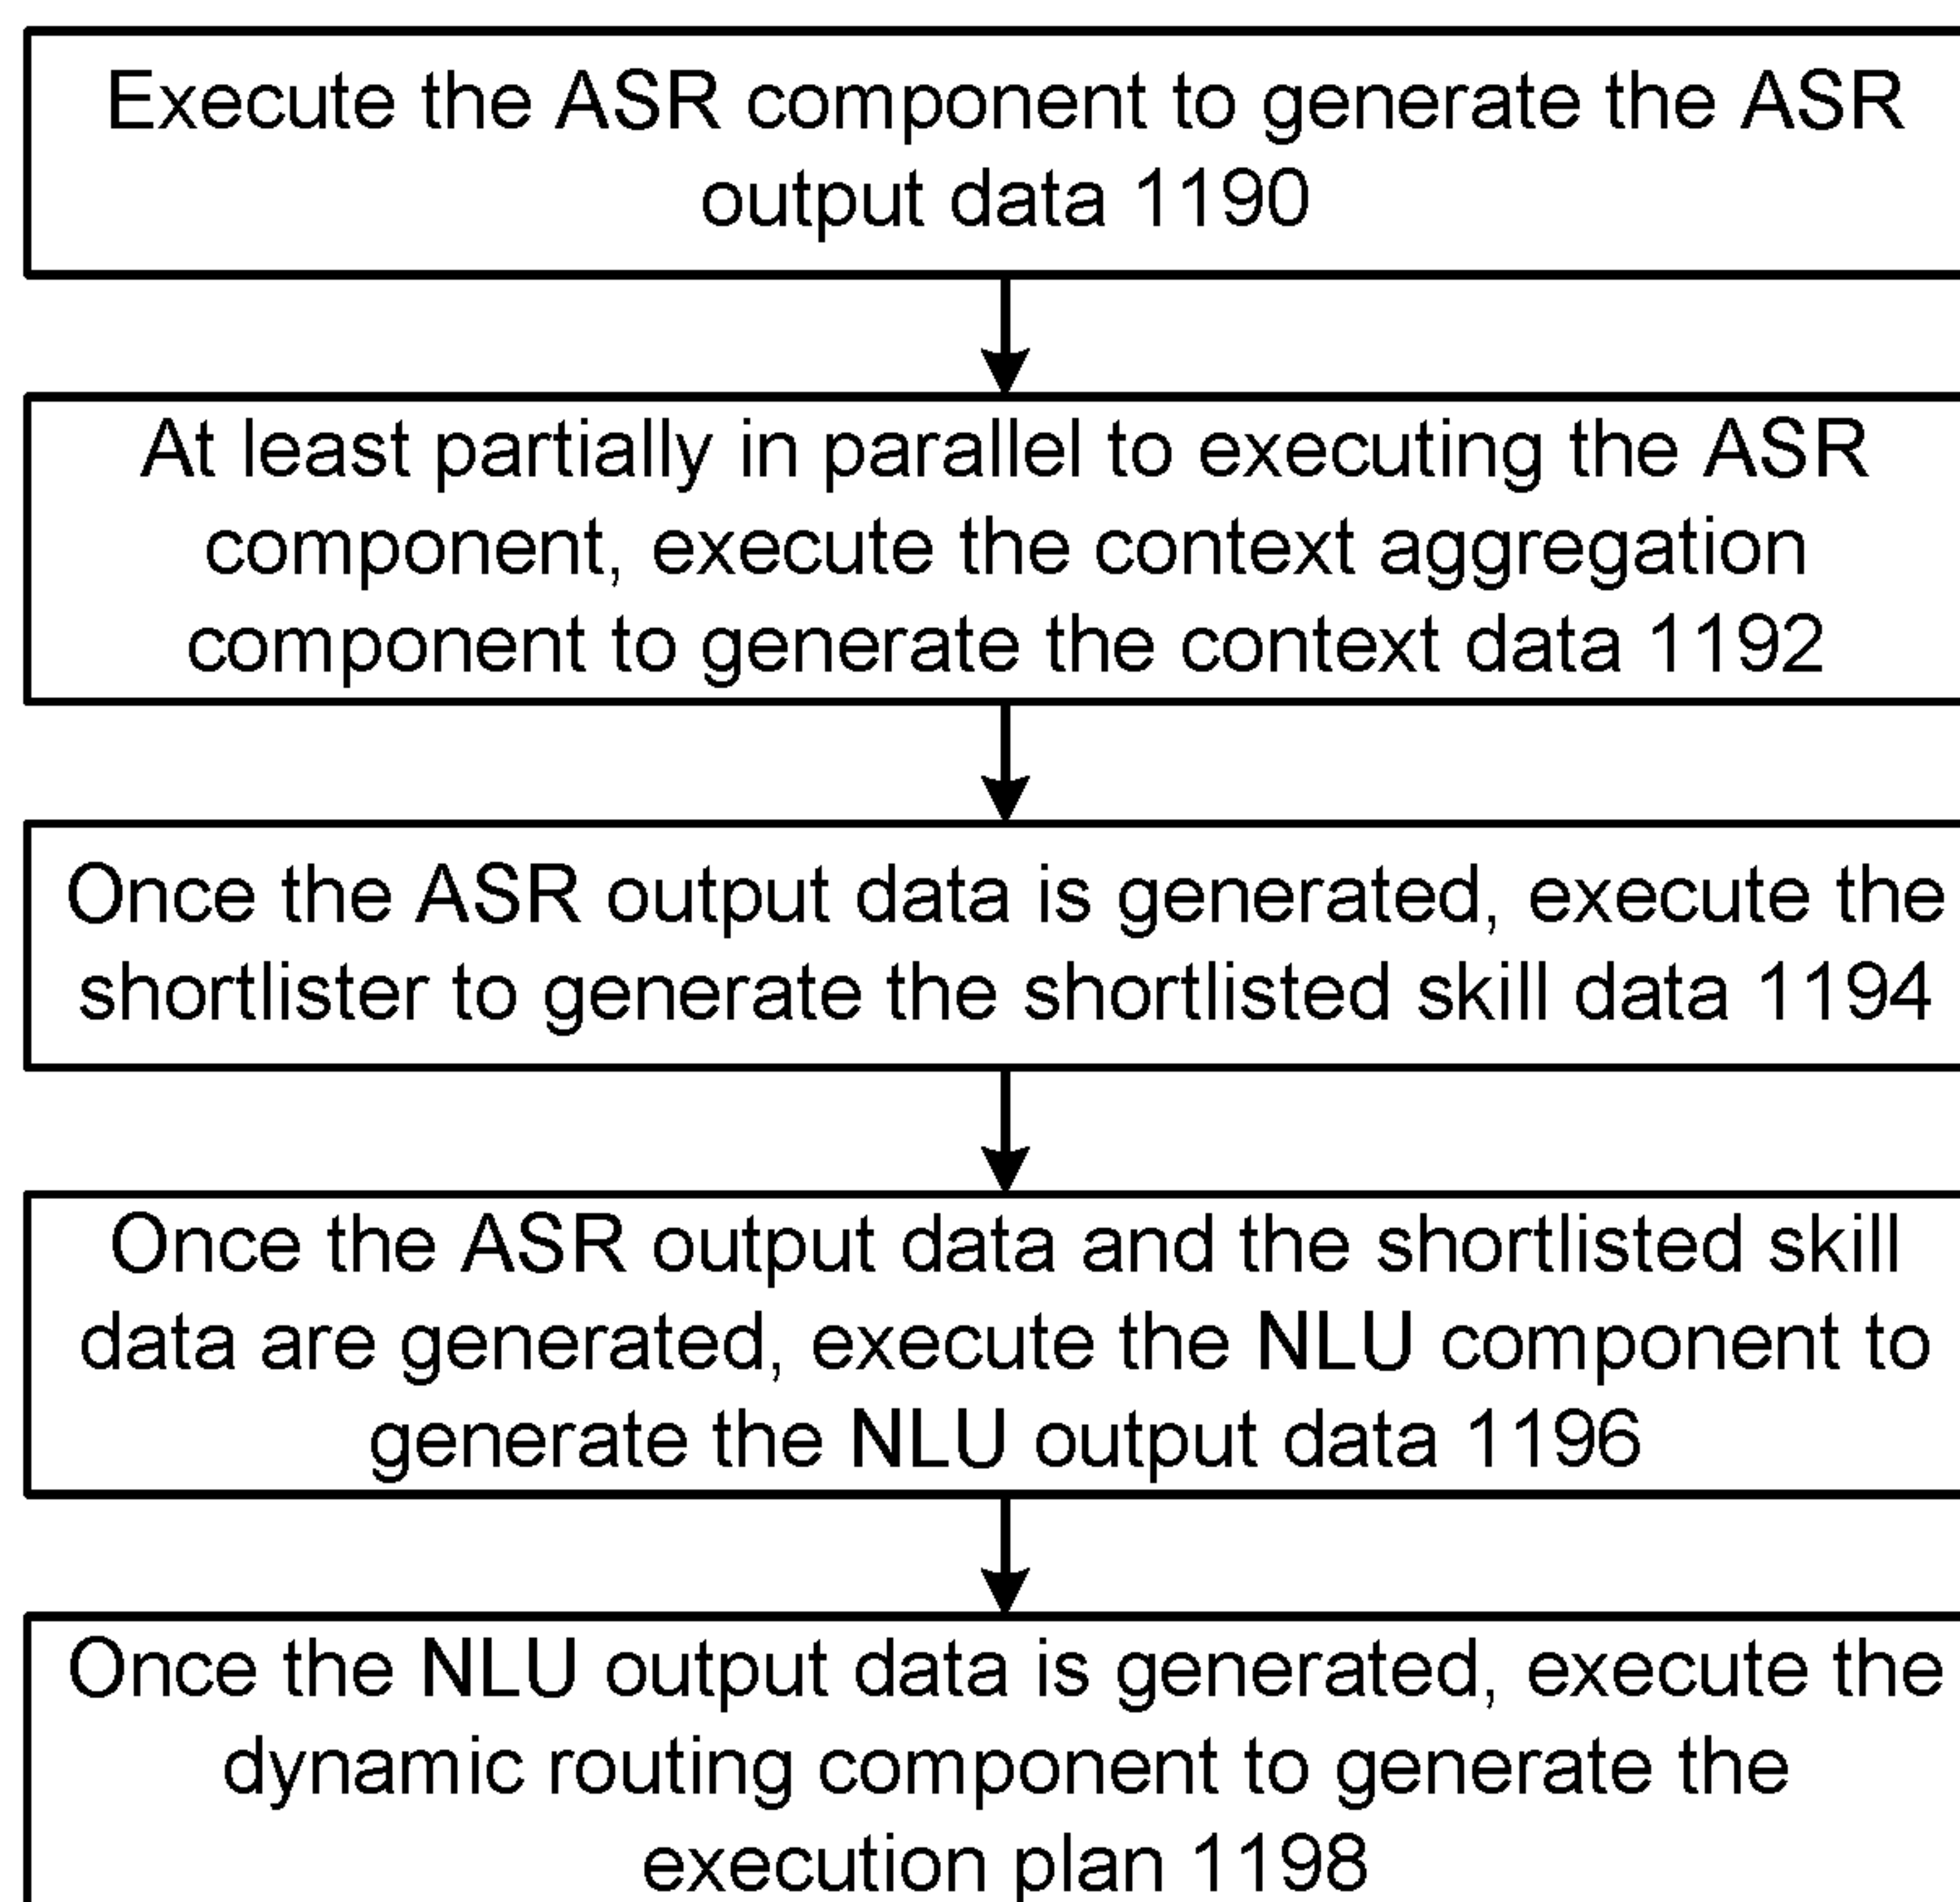 Execute the ASR component to generate the ASR
output data 1190
At least partially in parallel to executing the ASR
component, execute the context aggregation
component to generate the context data 1192
Once the ASR output data is generated, execute the
shortlister to generate the shortlisted skill data 1194
Once the ASR output data and the shortlisted skill
data are generated, execute the NLU component to
generate the NLU output data 1196
Once the NLU output data is generated, execute the
dynamic routing component to generate the
execution plan 1198